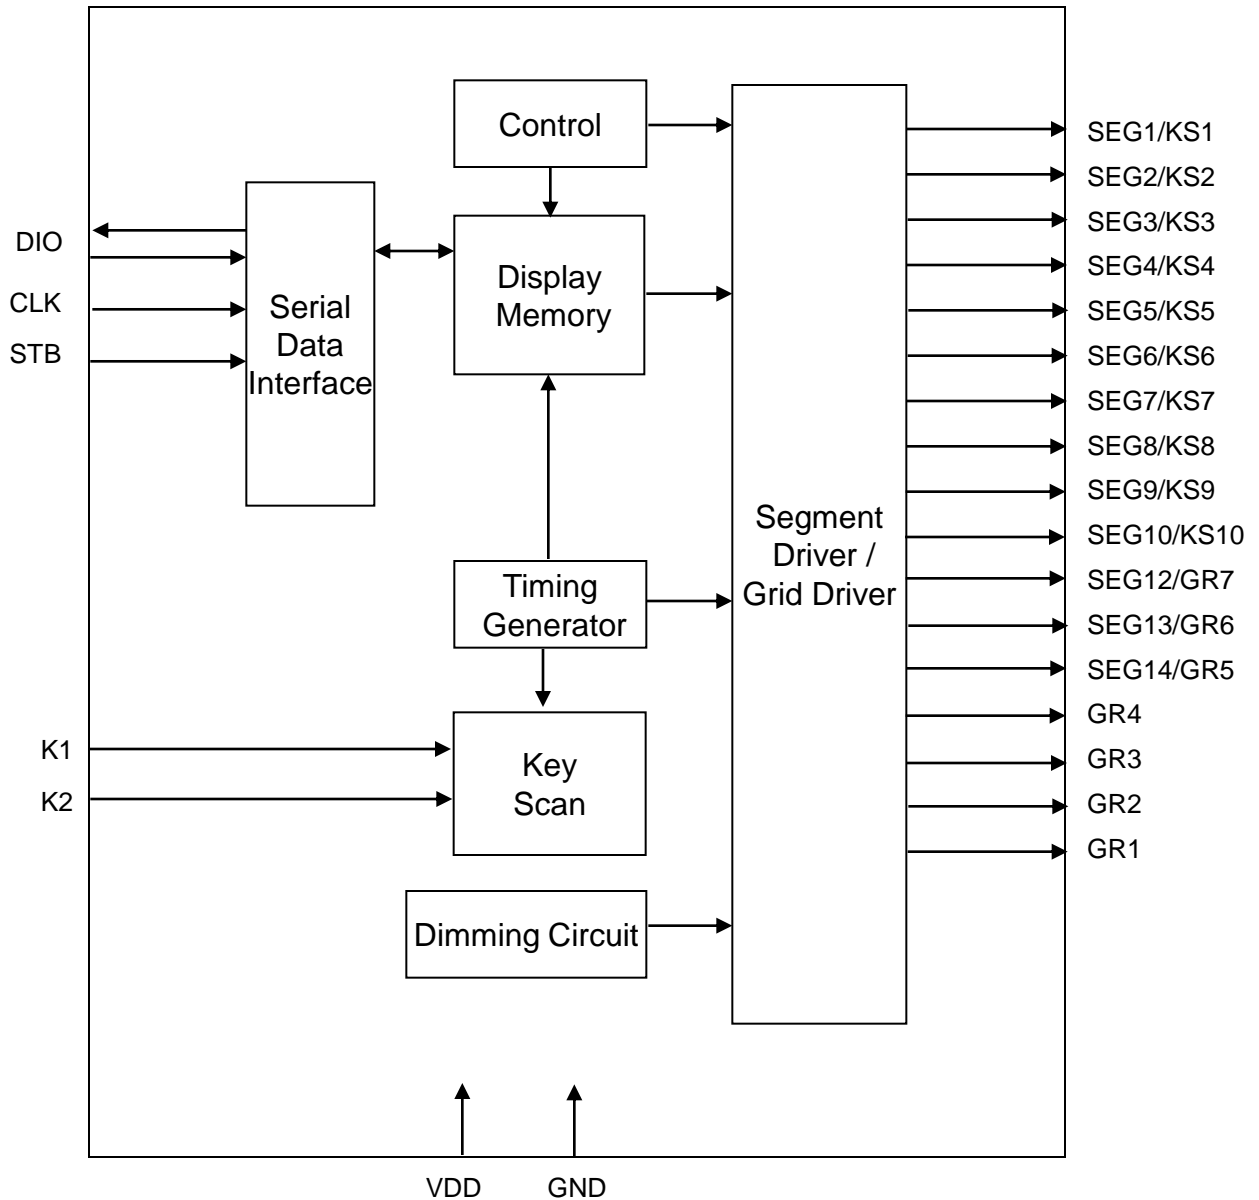 Control
DIO
CLK
STB
Serial
Data
Interface
Display
Memory
Timing
Generator
K1
K2
Key
Scan
Dimming Circuit
Segment
Driver /
Grid Driver
SEG1/KS1
SEG2/KS2
SEG3/KS3
SEG4/KS4
SEG5/KS5
SEG6/KS6
SEG7/KS7
SEG8/KS8
SEG9/KS9
SEG10/KS10
SEG12/GR7
SEG13/GR6
SEG14/GR5
GR4
GR3
GR2
GR1
VDD
GND